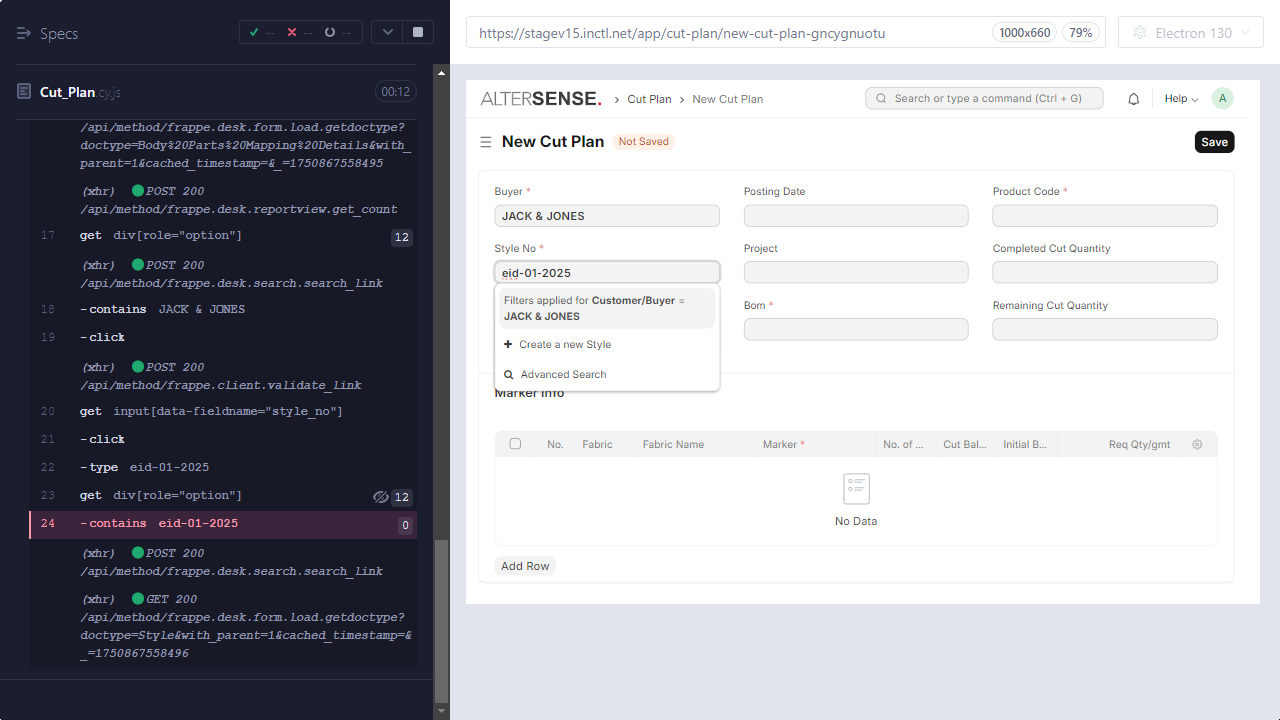 Specs
-- -- --
Cut_Plan cy.js
00:12
/api/method/frappe.desk.form.load.getdoctype?
doctype=Body%20Parts%20Mapping%20Details&with_
parent=1&cached_timestamp=&_=1750867558495
(xhr) POST 200
/api/method/frappe.desk.reportview.get_count
17 get div[role="option"] 12
(xhr) POST 200
/api/method/frappe.desk.search.search_link
18 -contains JACK & JONES
19 -click
(xhr) POST 200
/api/method/frappe.client.validate_link
20 get input[data-fieldname="style_no"]
21 -click
22 -type eid-01-2025
23 get div[role="option"] 12
24 -contains eid-01-2025 0
(xhr) POST 200
/api/method/frappe.desk.search.search_link
(xhr) GET 200
/api/method/frappe.desk.form.load.getdoctype?
doctype=Style&with_parent=1&cached_timestamp=&
_=1750867558496
https://stagev15.inctl.net/app/cut-plan/new-cut-plan-gncygnuotu
1000x660
79%
Electron 130
ALTERSENSE.
Cut Plan
New Cut Plan
Search or type a command (Ctrl + G)
Help
A
New Cut Plan
Not Saved
Save
Buyer *
JACK & JONES
Posting Date
Product Code *
Style No *
eid-01-2025
Project
Completed Cut Quantity
Filters applied for Customer/Buyer =
JACK & JONES
Create a new Style
Advanced Search
Bom *
Remaining Cut Quantity
Marker Info
No. Fabric Fabric Name Marker * No. of ... Cut Bal... Initial B... Req Qty/gmt
No Data
Add Row